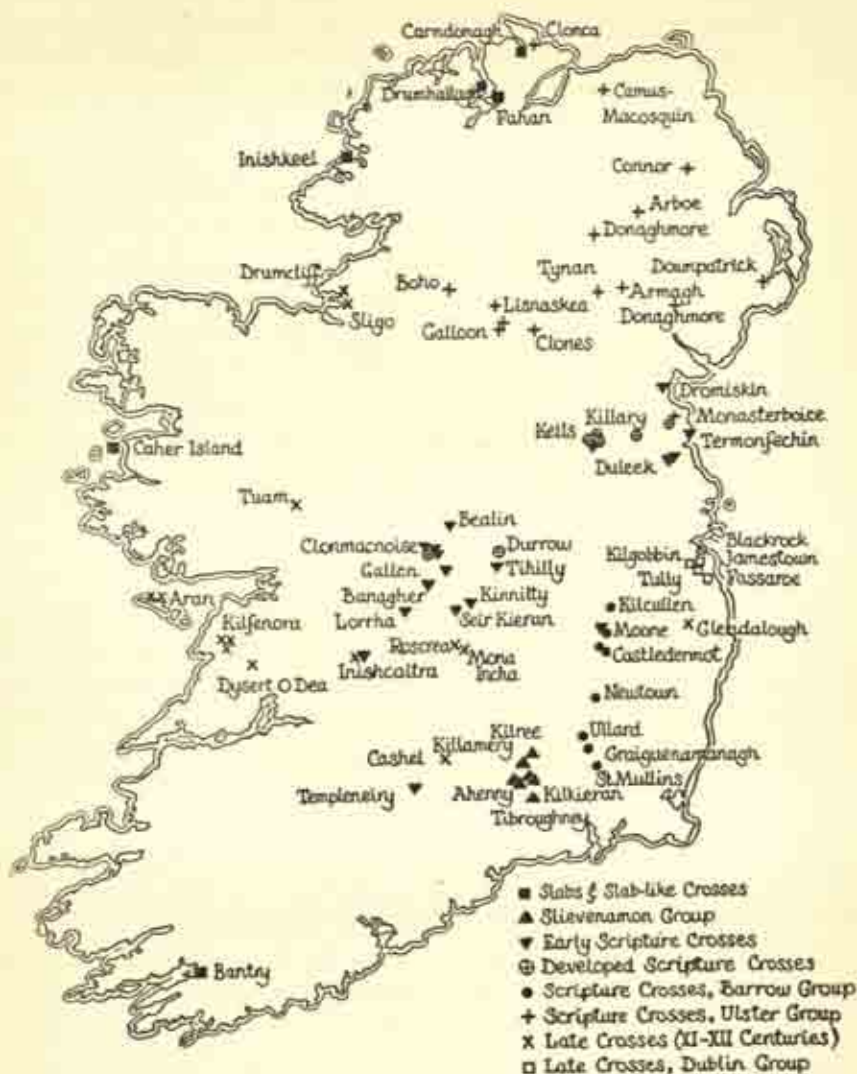 Carndonagh
Clonca
Drumhallagh
Fahan
Camus-
Macosquin
Inishkeel
Connor
Arboe
Donaghmore
Drumcliff
Boho
Tynan
Downpatrick
Sligo
Lisnaskea
Armagh
Galloon
Clones
Donaghmore
Dromiskin
Kells
Killary
Monasterboice
Caher Island
Termonfechin
Duleek
Tuam
Bealin
Clonmacnoise
Durrow
Blackrock
Kilgobbin
Jamestown
Gallen
Tihilly
Tully
Fassaroe
Banagher
Kinnitty
Aran
Lorrha
Seir Kieran
Kilcullen
Kilfenora
Moone
Glendalough
Roscrea
Mona
Incha
Castledermot
Inishcaltra
Dysert O Dea
Newtown
Kilree
Ullard
Killamery
Cashel
Graiguenamanagh
St. Mullins
Templeneiry
Ahenny
Kilkieran
Tibroughney
Bantry
Slabs & Slab-like Crosses
Slievenamon Group
Early Scripture Crosses
Developed Scripture Crosses
Scripture Crosses, Barrow Group
Scripture Crosses, Ulster Group
Late Crosses (XI-XII Centuries)
Late Crosses, Dublin Group